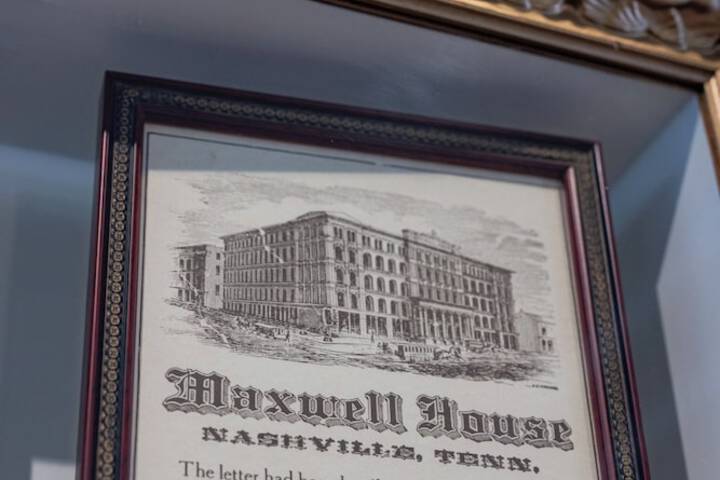 Maxwell House
NASHVILLE, TENN.
The letter had